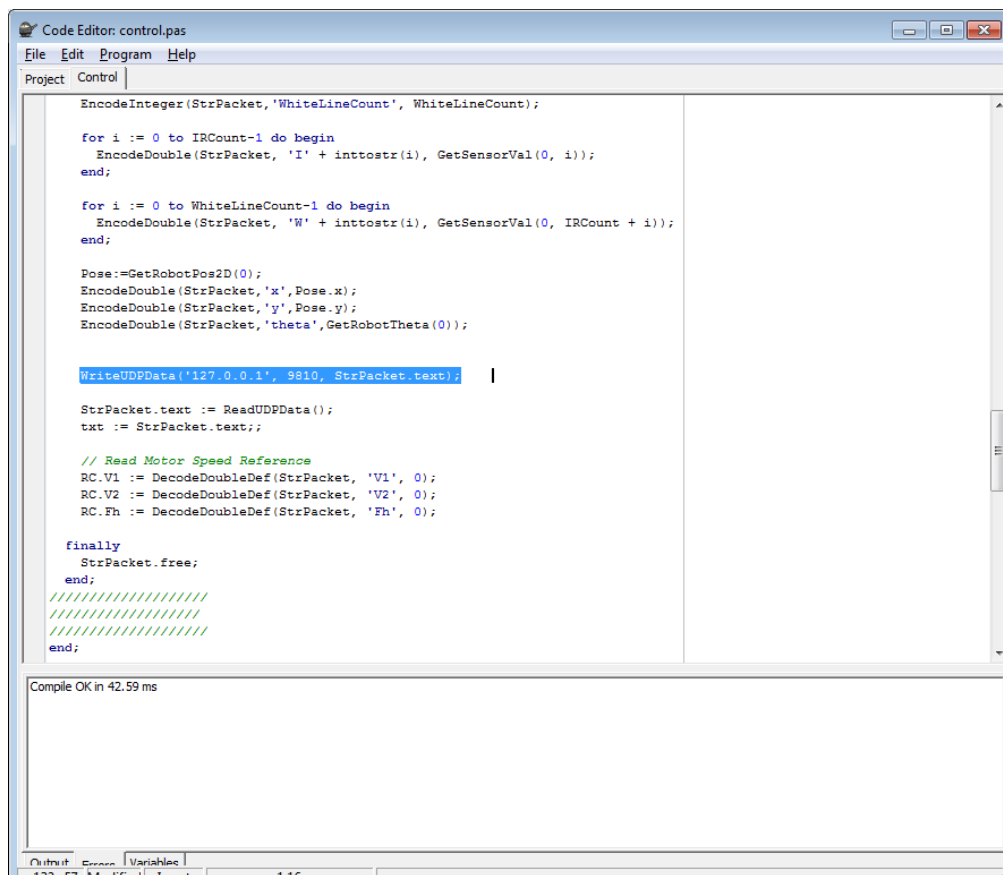 Code Editor: control.pas
File Edit Program Help
Project Control
EncodeInteger(StrPacket,'WhiteLineCount', WhiteLineCount);
for i := 0 to IRCount-1 do begin
EncodeDouble(StrPacket, 'I' + inttostr(i), GetSensorVal(0, i));
end;
for i := 0 to WhiteLineCount-1 do begin
EncodeDouble(StrPacket, 'W' + inttostr(i), GetSensorVal(0, IRCount + i));
end;
Pose:=GetRobotPos2D(0);
EncodeDouble(StrPacket,'x',Pose.x);
EncodeDouble(StrPacket,'y',Pose.y);
EncodeDouble(StrPacket,'theta',GetRobotTheta(0));
WriteUDPData('127.0.0.1', 9810, StrPacket.text);
StrPacket.text := ReadUDPData();
txt := StrPacket.text;;
// Read Motor Speed Reference
RC.V1 := DecodeDoubleDef(StrPacket, 'V1', 0);
RC.V2 := DecodeDoubleDef(StrPacket, 'V2', 0);
RC.Fh := DecodeDoubleDef(StrPacket, 'Fh', 0);
finally
StrPacket.free;
end;
////////////////////
///////////////////
////////////////////
end;
Compile OK in 42.59 ms
Output Errors Variables